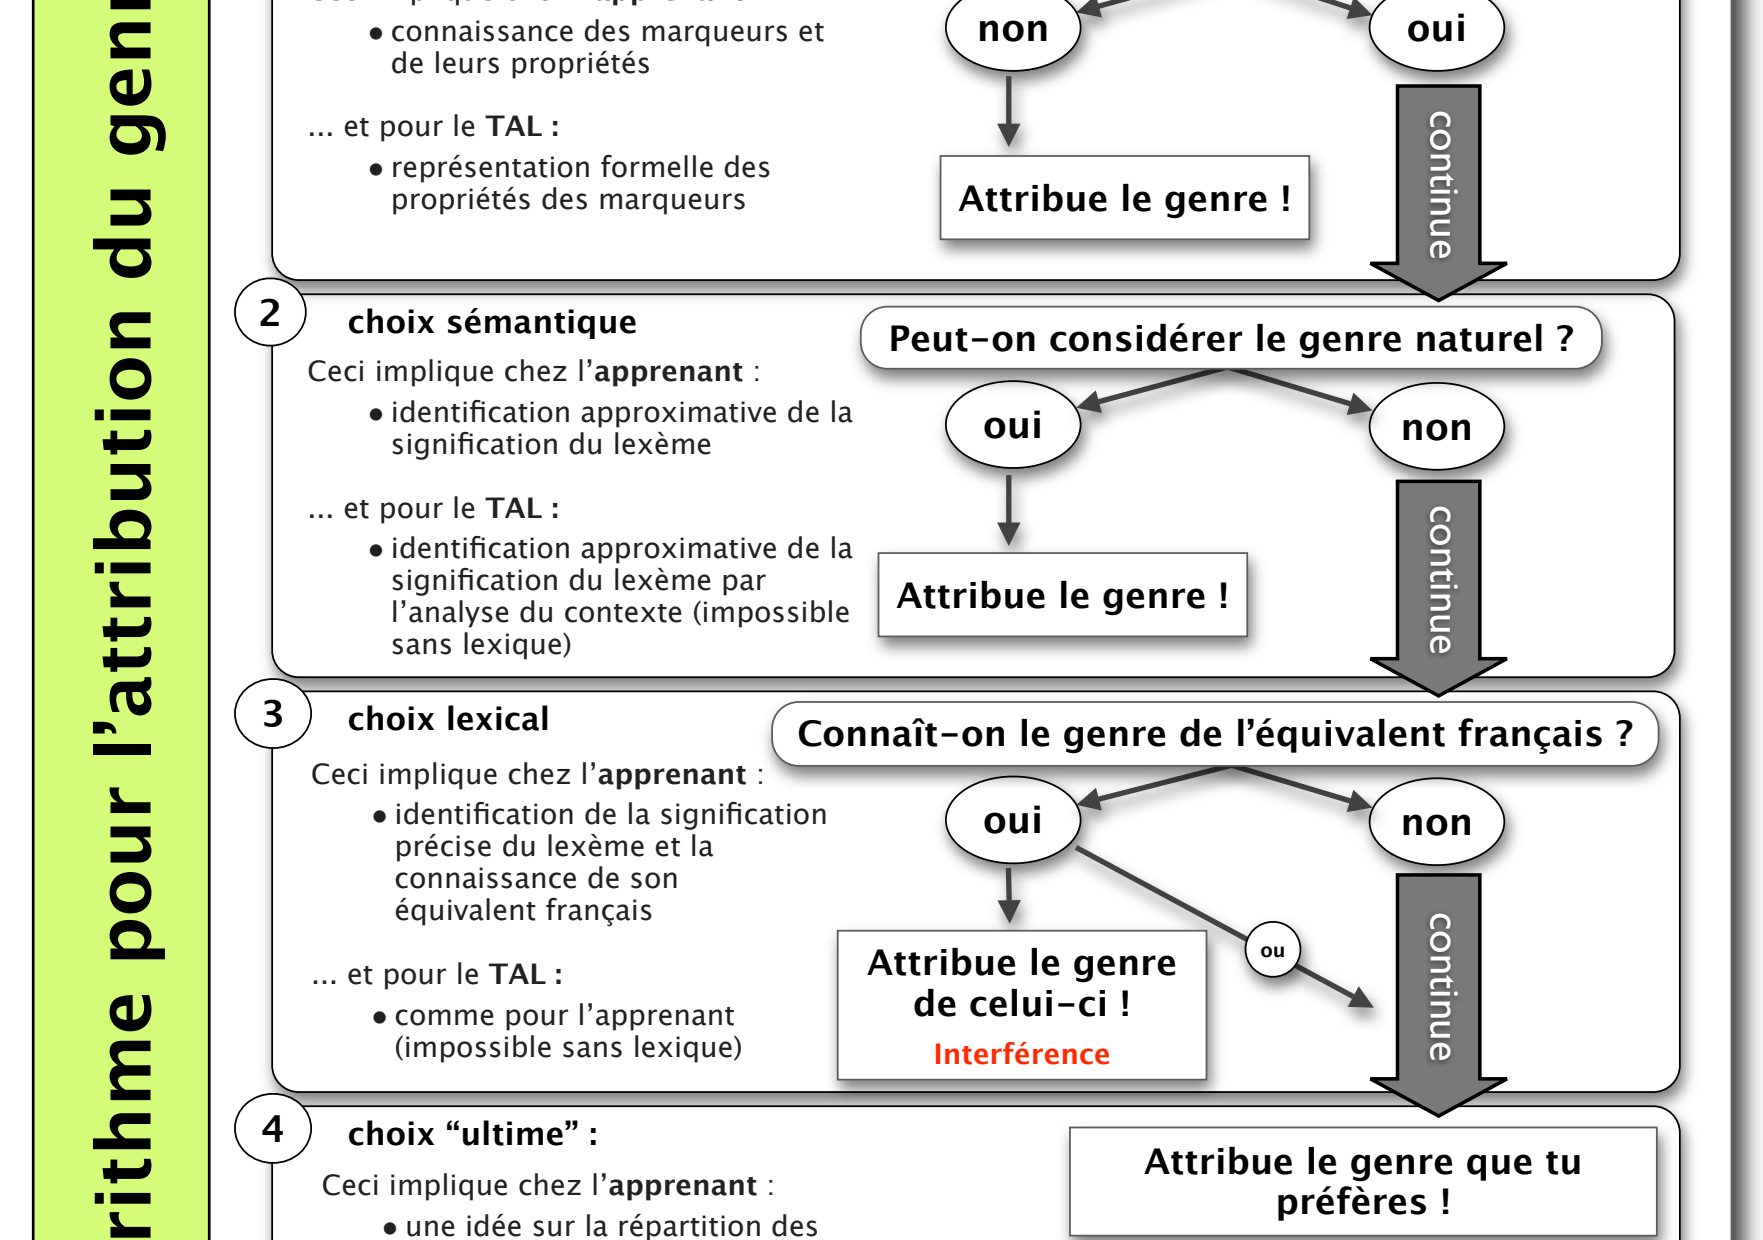 rithme pour l'attribution du genr
connaissance des marqueurs et
de leurs propriétés
... et pour le TAL :
représentation formelle des
propriétés des marqueurs
non
oui
Attribue le genre !
continue
2
choix sémantique
Ceci implique chez l'apprenant :
identification approximative de la
signification du lexème
... et pour le TAL :
identification approximative de la
signification du lexème par
l'analyse du contexte (impossible
sans lexique)
Peut-on considérer le genre naturel ?
oui
non
Attribue le genre !
continue
3
choix lexical
Ceci implique chez l'apprenant :
identification de la signification
précise du lexème et la
connaissance de son
équivalent français
... et pour le TAL :
comme pour l'apprenant
(impossible sans lexique)
Connaît-on le genre de l'équivalent français ?
oui
non
ou
Attribue le genre
de celui-ci !
Interférence
continue
4
choix “ultime” :
Ceci implique chez l'apprenant :
une idée sur la répartition des
Attribue le genre que tu
préfères !